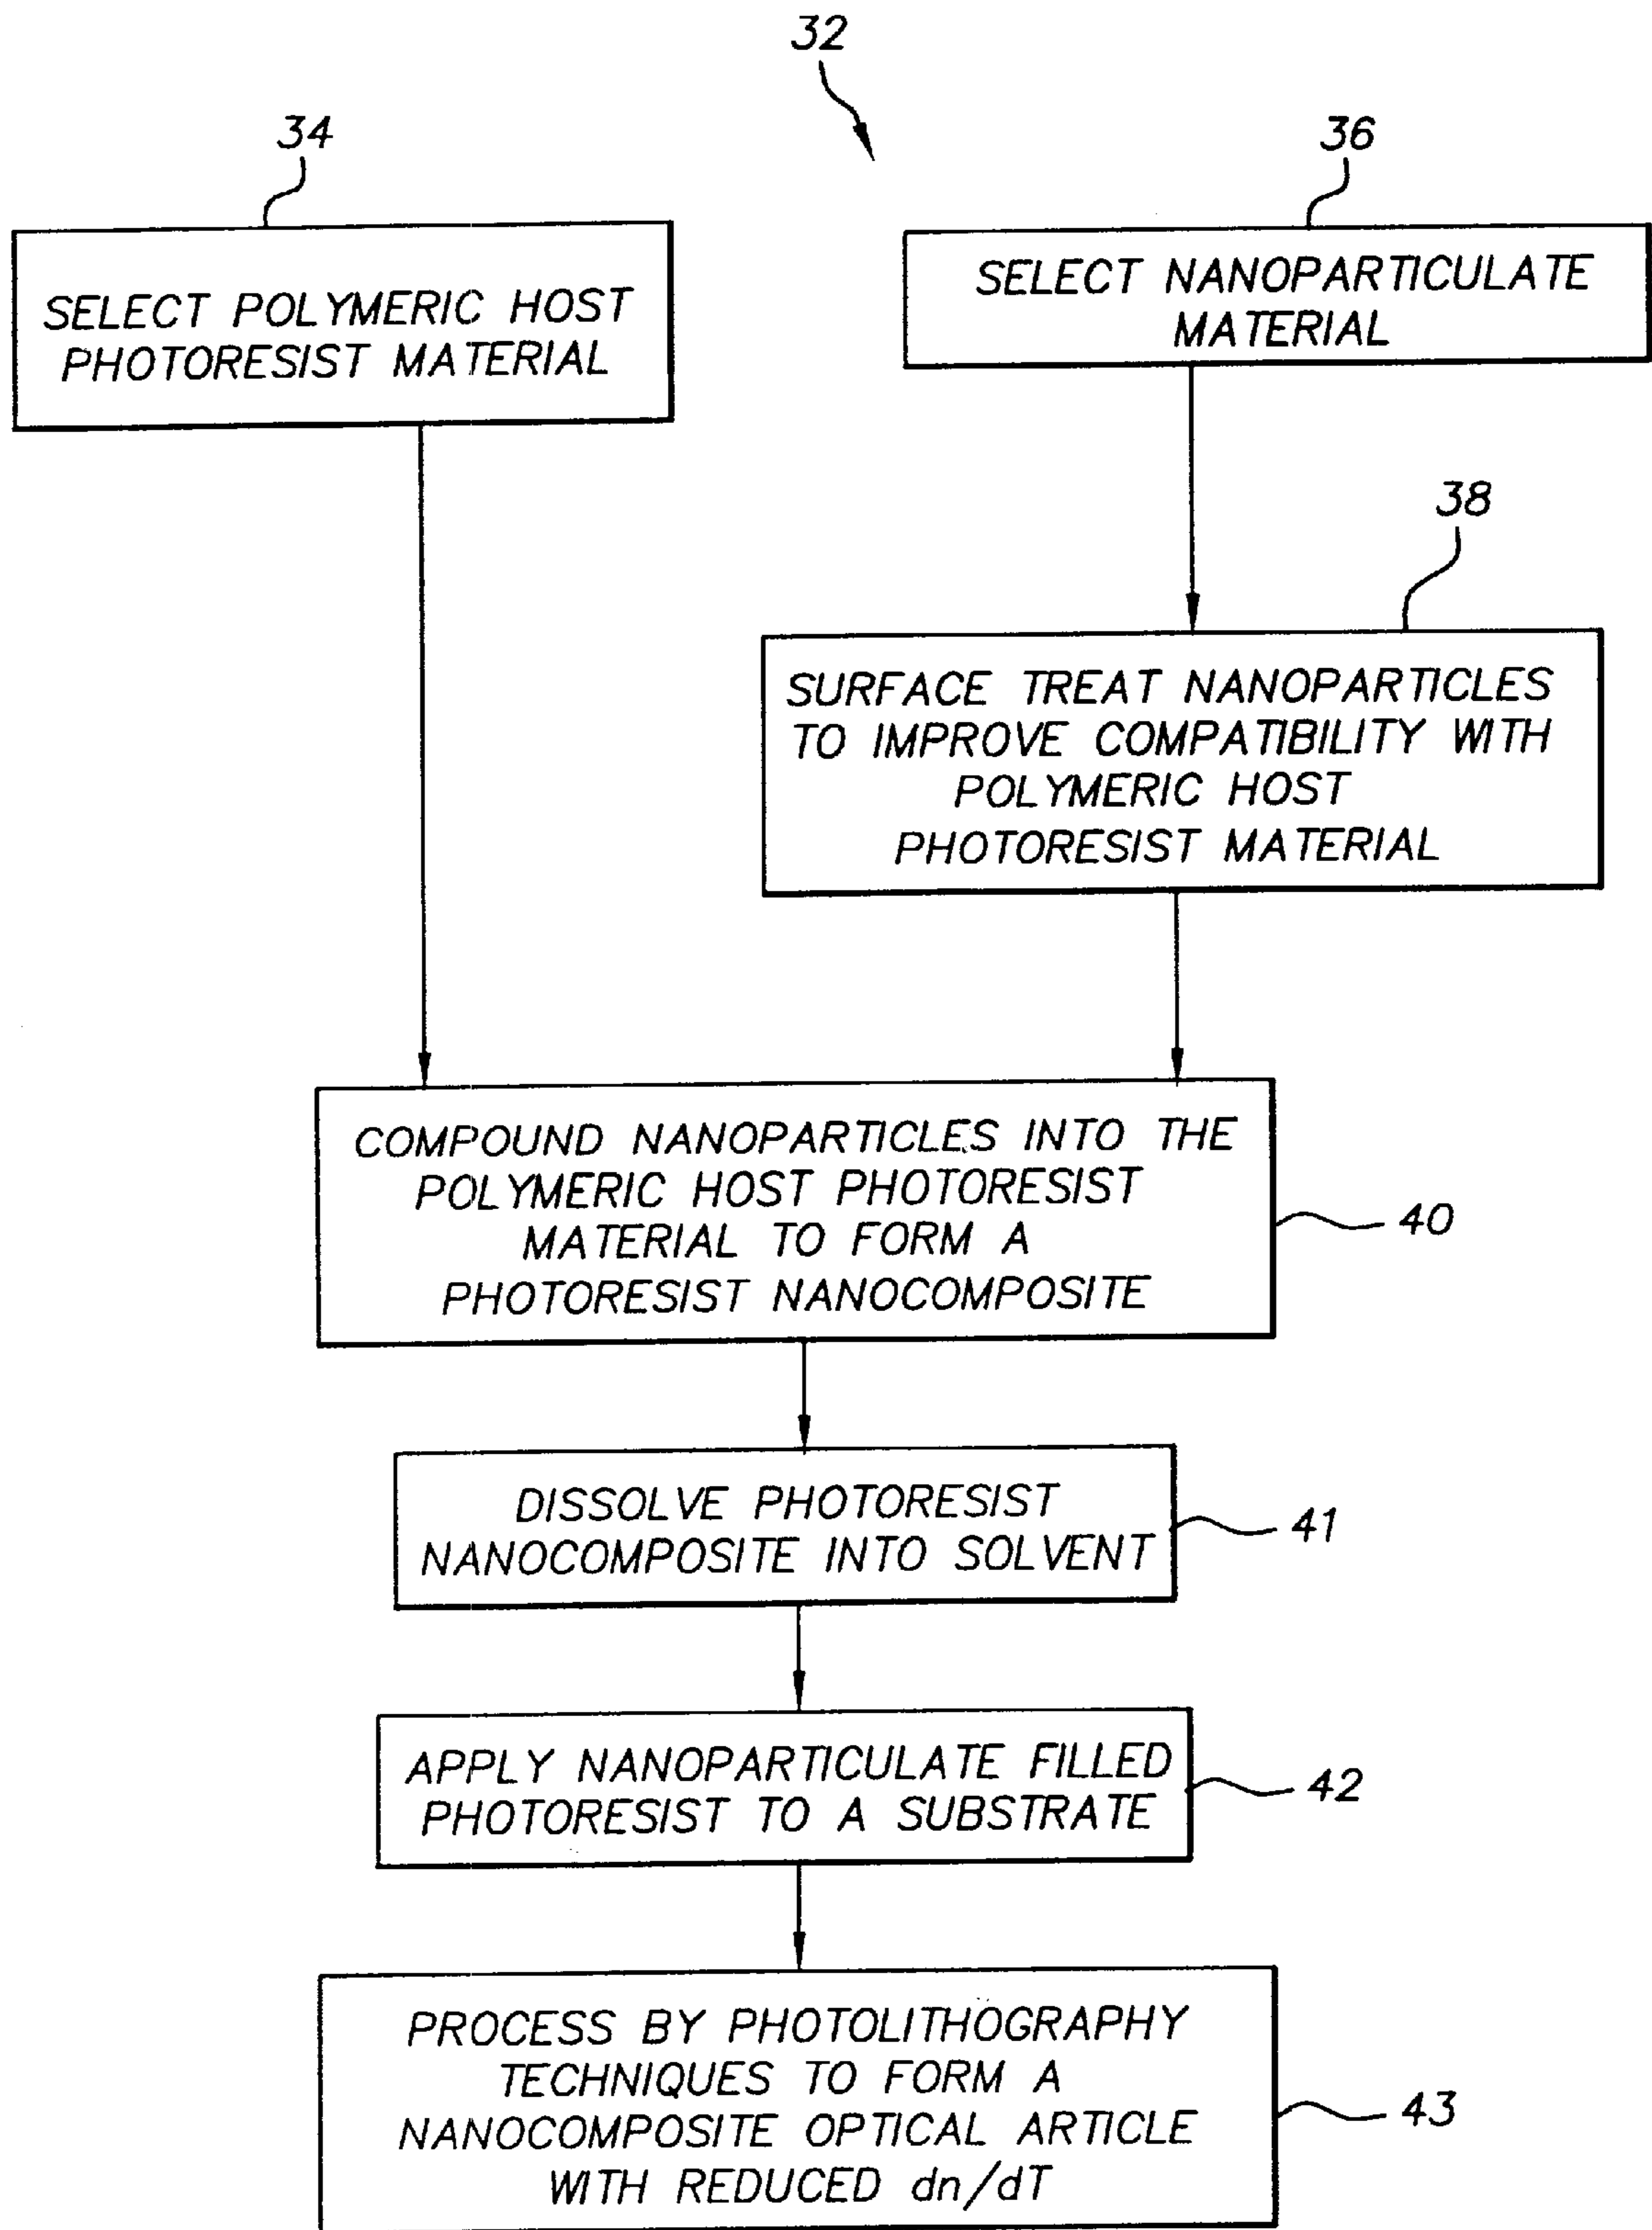 32
34
36
SELECT POLYMERIC HOST
PHOTORESIST MATERIAL
SELECT NANOPARTICULATE
MATERIAL
38
SURFACE TREAT NANOPARTICLES
TO IMPROVE COMPATIBILITY WITH
POLYMERIC HOST
PHOTORESIST MATERIAL
COMPOUND NANOPARTICLES INTO THE
POLYMERIC HOST PHOTORESIST
MATERIAL TO FORM A
PHOTORESIST NANOCOMPOSITE
40
DISSOLVE PHOTORESIST
NANOCOMPOSITE INTO SOLVENT
41
APPLY NANOPARTICULATE FILLED
PHOTORESIST TO A SUBSTRATE
42
PROCESS BY PHOTOLITHOGRAPHY
TECHNIQUES TO FORM A
NANOCOMPOSITE OPTICAL ARTICLE
WITH REDUCED dn/dT
43